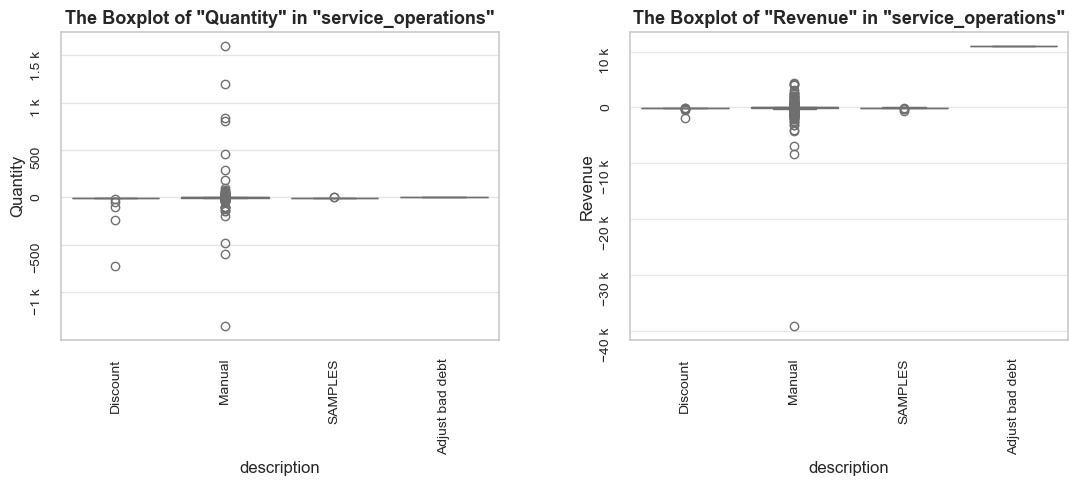 The Boxplot of "Quantity" in "service_operations"
1.5 k
1 k
500
0
−500
−1 k
Quantity
Discount
Manual
SAMPLES
Adjust bad debt
description
The Boxplot of "Revenue" in "service_operations"
10 k
0
−10 k
−20 k
−30 k
−40 k
Revenue
Discount
Manual
SAMPLES
Adjust bad debt
description